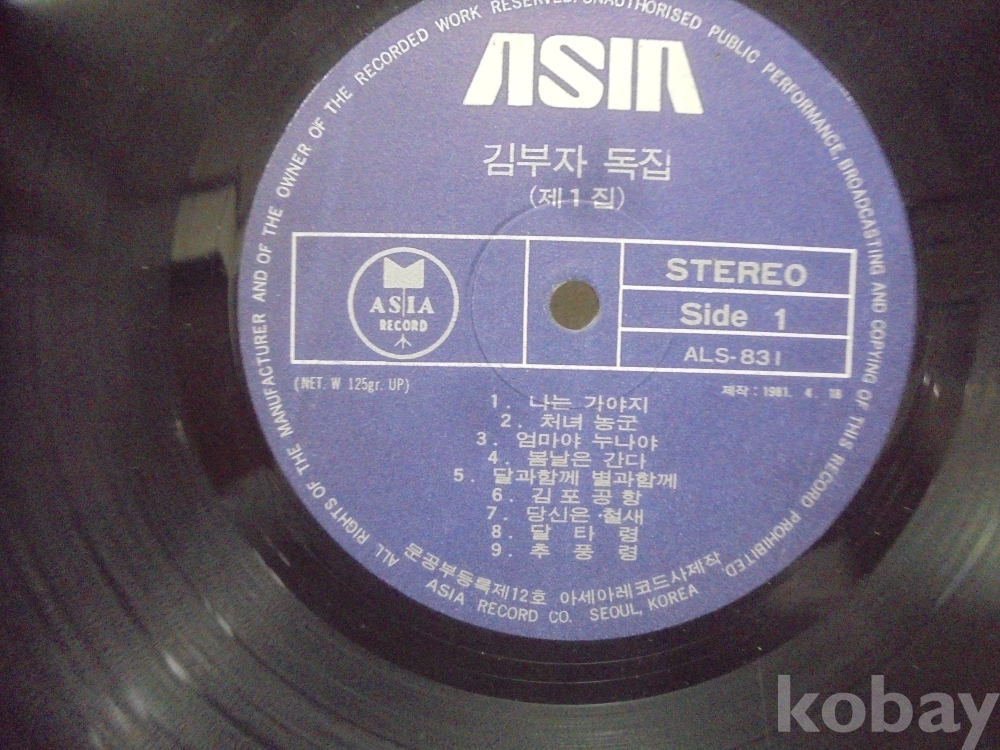 ALL RIGHTS OF THE MANUFACTURER AND OF THE OWNER OF THE RECORDED WORK RESERVED. UNAUTHORISED PUBLIC PERFORMANCE, BROADCASTING AND COPYING OF THIS RECORD PROHIBITED
ASIA
김부자 독집
(제1집)
ASIA
RECORD
STEREO
Side 1
ALS-831
(NET. W 125gr. UP)
제작 : 1981. 4. 18
1. 나는 가야지
2. 처녀 농군
3. 엄마야 누나야
4. 봄날은 간다
5. 달과함께 별과함께
6. 김포공항
7. 당신은 철새
8. 달 타 령
9. 추 풍 령
문공부등록제12호 아세아레코드사제작
ASIA RECORD CO. SEOUL, KOREA
kobay